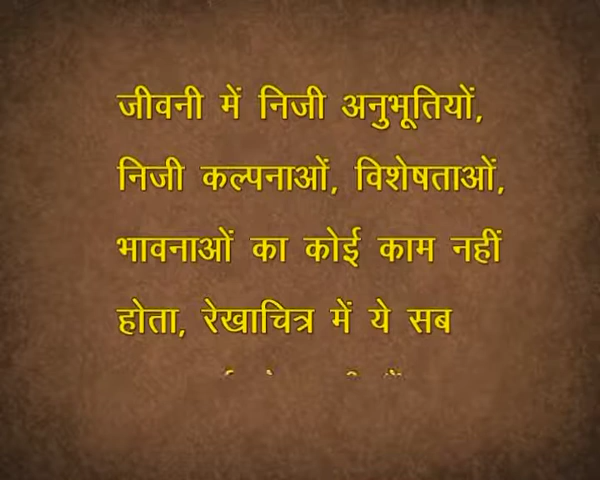 जीवनी में निजी अनुभूतियों,
निजी कल्पनाओं, विशेषताओं,
भावनाओं का कोई काम नहीं
होता, रेखाचित्र में ये सब